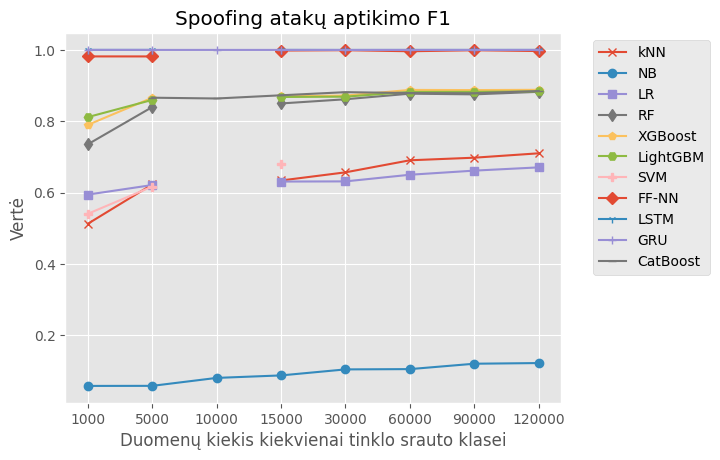 Spoofing atakų aptikimo F1
1.0
0.8
0.6
0.4
0.2
Vertė
1000
5000
10000
15000
30000
60000
90000
120000
Duomenų kiekis kiekvienai tinklo srauto klasei
kNN
NB
LR
RF
XGBoost
LightGBM
SVM
FF-NN
LSTM
GRU
CatBoost